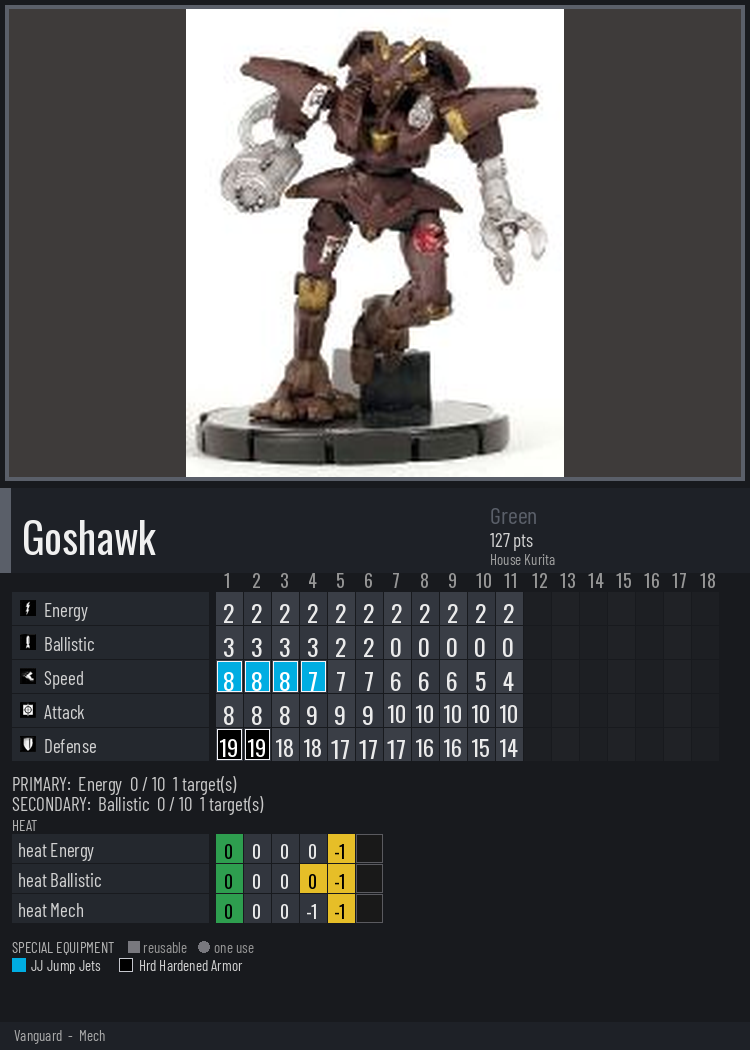 Goshawk
Green
127 pts
House Kurita
1 2 3 4 5 6 7 8 9 10 11 12 13 14 15 16 17 18
Energy 2 2 2 2 2 2 2 2 2 2 2
Ballistic 3 3 3 3 2 2 0 0 0 0 0
Speed 8 8 8 7 7 7 6 6 6 5 4
Attack 8 8 8 9 9 9 10 10 10 10 10
Defense 19 19 18 18 17 17 17 16 16 15 14
PRIMARY: Energy 0 / 10 1 target(s)
SECONDARY: Ballistic 0 / 10 1 target(s)
HEAT
heat Energy 0 0 0 0 -1
heat Ballistic 0 0 0 0 -1
heat Mech 0 0 0 -1 -1
SPECIAL EQUIPMENT reusable one use
JJ Jump Jets Hrd Hardened Armor
Vanguard - Mech